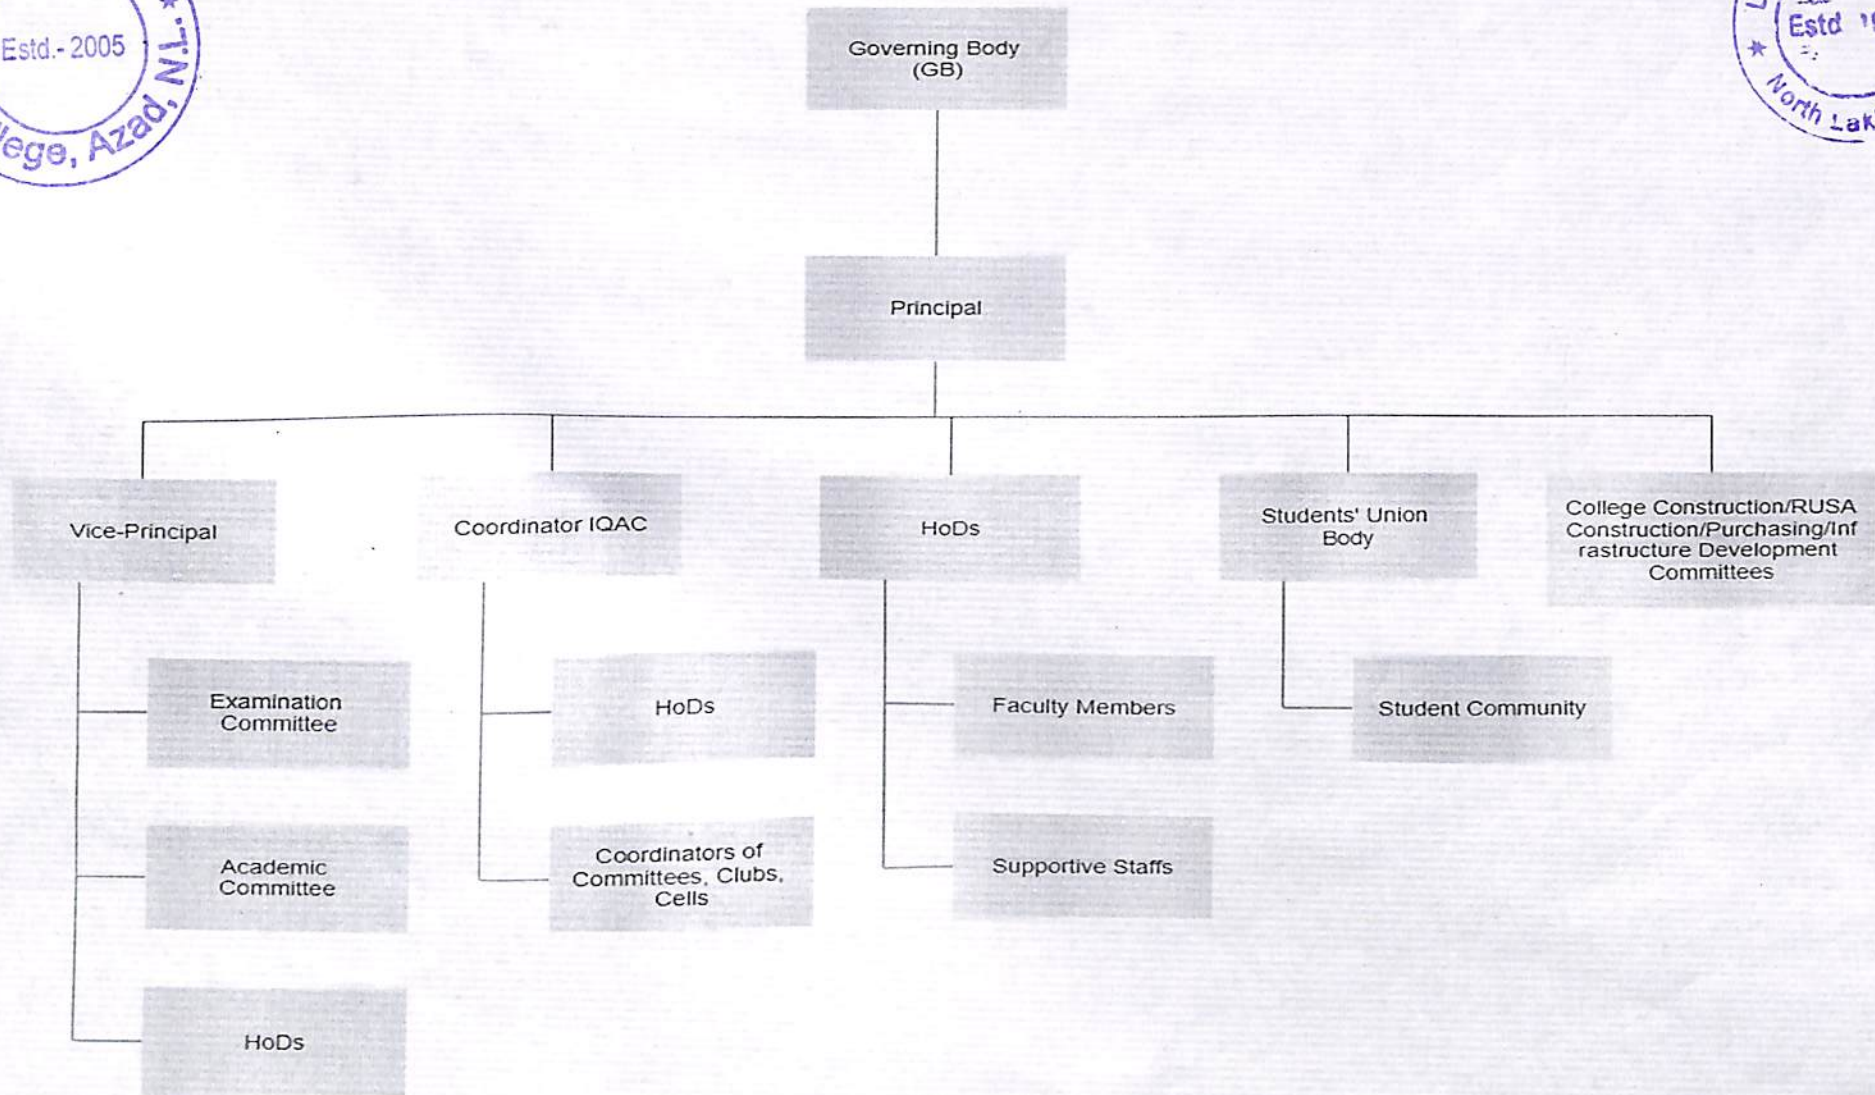 Estd.- 2005
Azad, NL.
Estd
North Lak
Governing Body
(GB)
Principal
Vice-Principal
Coordinator IQAC
HoDs
Students' Union
Body
College Construction/RUSA
Construction/Purchasing/Inf
rastructure Development
Committees
Examination
Committee
HoDs
Faculty Members
Student Community
Academic
Committee
Coordinators of
Committees, Clubs,
Cells
Supportive Staffs
HoDs